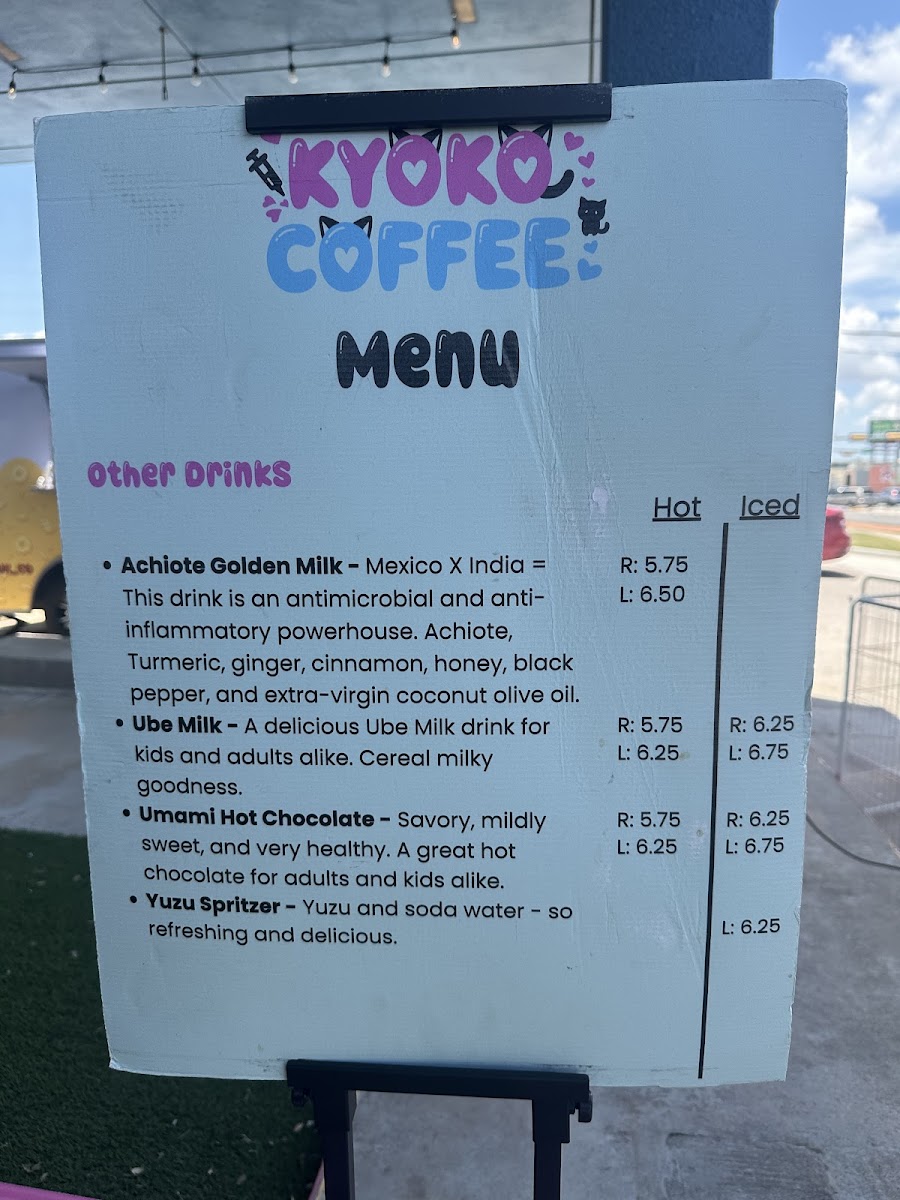 KYOKO
COFFEE
Menu
Other Drinks
Hot Iced
• Achiote Golden Milk - Mexico X India = R: 5.75
This drink is an antimicrobial and anti- L: 6.50
inflammatory powerhouse. Achiote,
Turmeric, ginger, cinnamon, honey, black
pepper, and extra-virgin coconut olive oil.
• Ube Milk - A delicious Ube Milk drink for R: 5.75 R: 6.25
kids and adults alike. Cereal milky L: 6.25 L: 6.75
goodness.
• Umami Hot Chocolate - Savory, mildly R: 5.75 R: 6.25
sweet, and very healthy. A great hot L: 6.25 L: 6.75
chocolate for adults and kids alike.
• Yuzu Spritzer - Yuzu and soda water - so
refreshing and delicious. L: 6.25